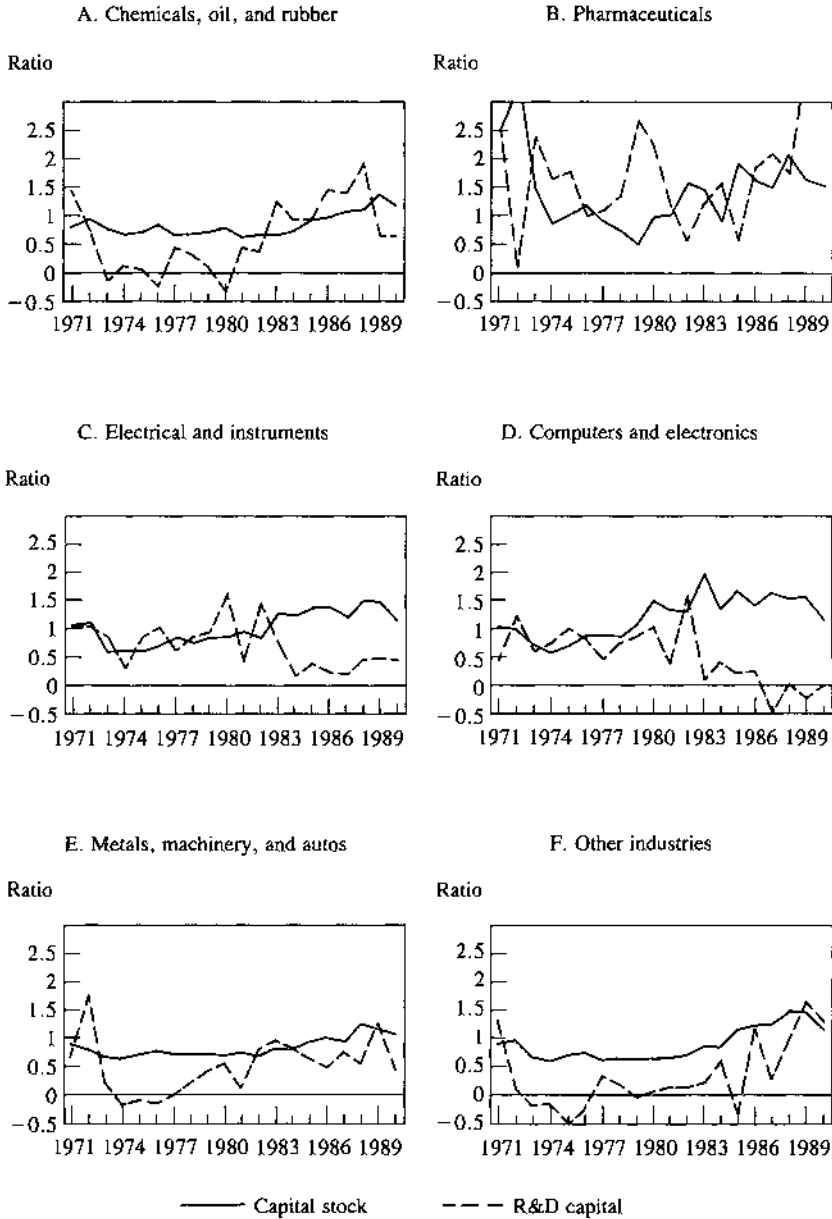 A. Chemicals, oil, and rubber
Ratio
2.5
2
1.5
1
0.5
0
−0.5
1971 1974 1977 1980 1983 1986 1989
B. Pharmaceuticals
Ratio
2.5
2
1.5
1
0.5
0
−0.5
1971 1974 1977 1980 1983 1986 1989
C. Electrical and instruments
Ratio
2.5
2
1.5
1
0.5
0
−0.5
1971 1974 1977 1980 1983 1986 1989
D. Computers and electronics
Ratio
2.5
2
1.5
1
0.5
0
−0.5
1971 1974 1977 1980 1983 1986 1989
E. Metals, machinery, and autos
Ratio
2.5
2
1.5
1
0.5
0
−0.5
1971 1974 1977 1980 1983 1986 1989
F. Other industries
Ratio
2.5
2
1.5
1
0.5
0
−0.5
1971 1974 1977 1980 1983 1986 1989
Capital stock
R&D capital